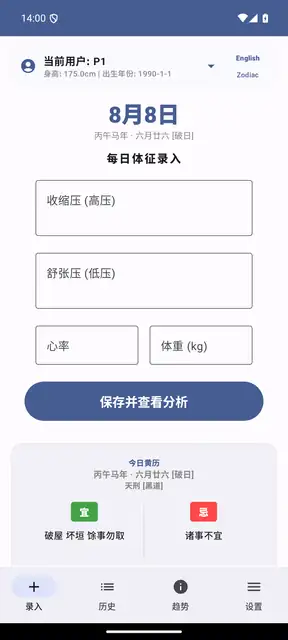 14:00
当前用户: P1
身高: 175.0cm | 出生年份: 1990-1-1
English
Zodiac
8月8日
丙午马年 · 六月廿六 [破日]
每日体征录入
收缩压 (高压)
舒张压 (低压)
心率
体重 (kg)
保存并查看分析
今日黄历
丙午马年 · 六月廿六 [破日]
天刑 [黑道]
宜
忌
破屋 坏垣 馀事勿取
诸事不宜
录入
历史
趋势
设置